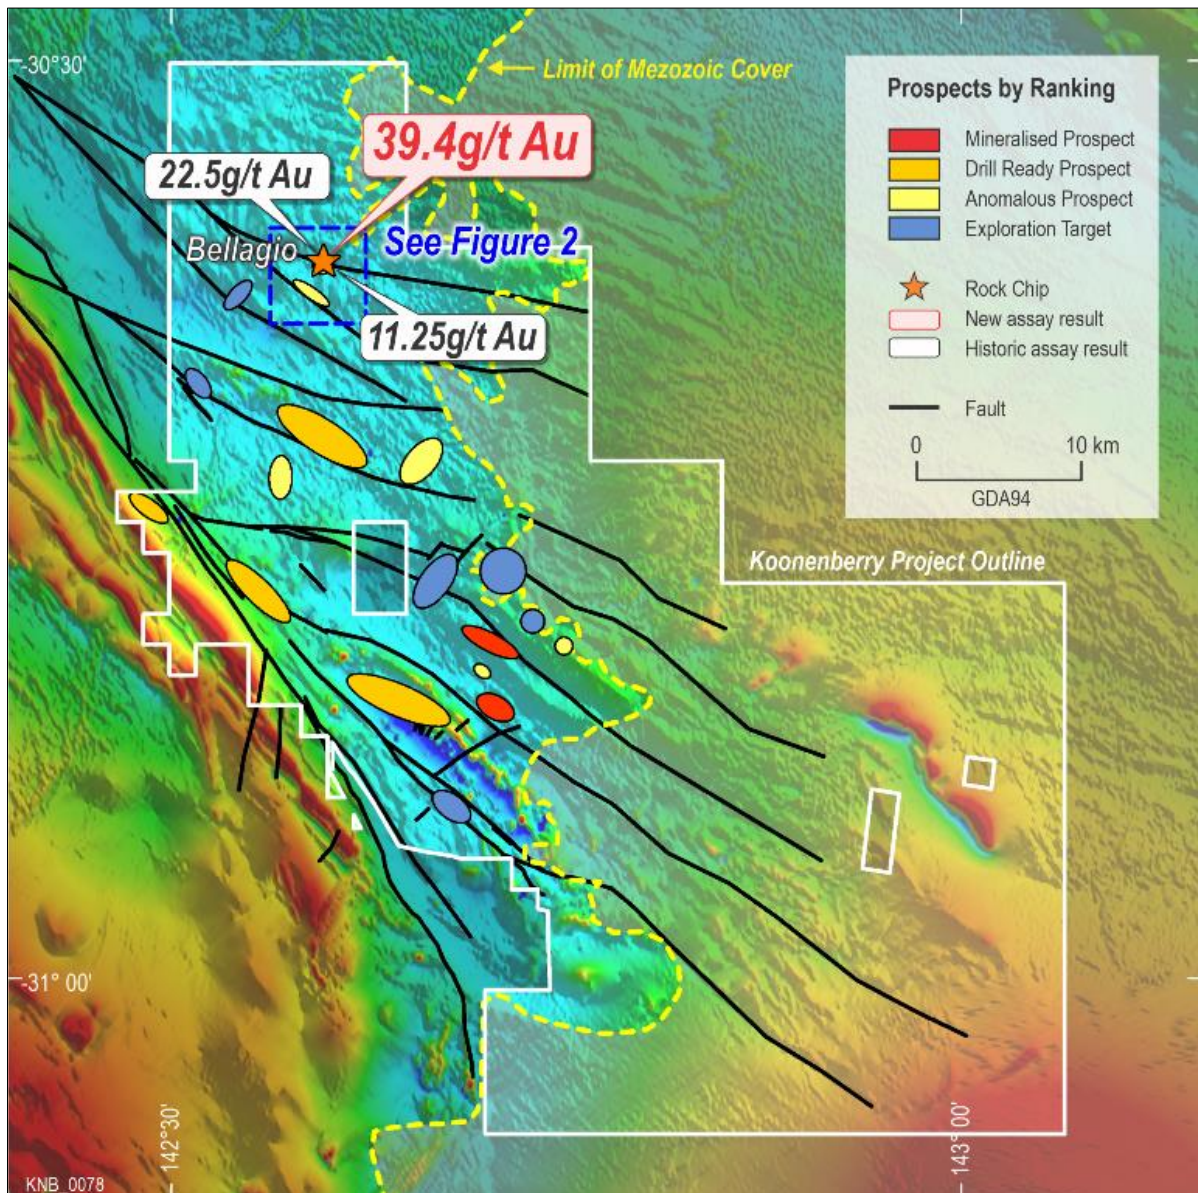 -30°30'
Limit of Mezozoic Cover
39.4g/t Au
22.5g/t Au
Bellagio
See Figure 2
11.25g/t Au
Prospects by Ranking
Mineralised Prospect
Drill Ready Prospect
Anomalous Prospect
Exploration Target
Rock Chip
New assay result
Historic assay result
Fault
0 10 km
GDA94
Koonenberry Project Outline
-31° 00'
142°30'
143°00'
KNB_0078